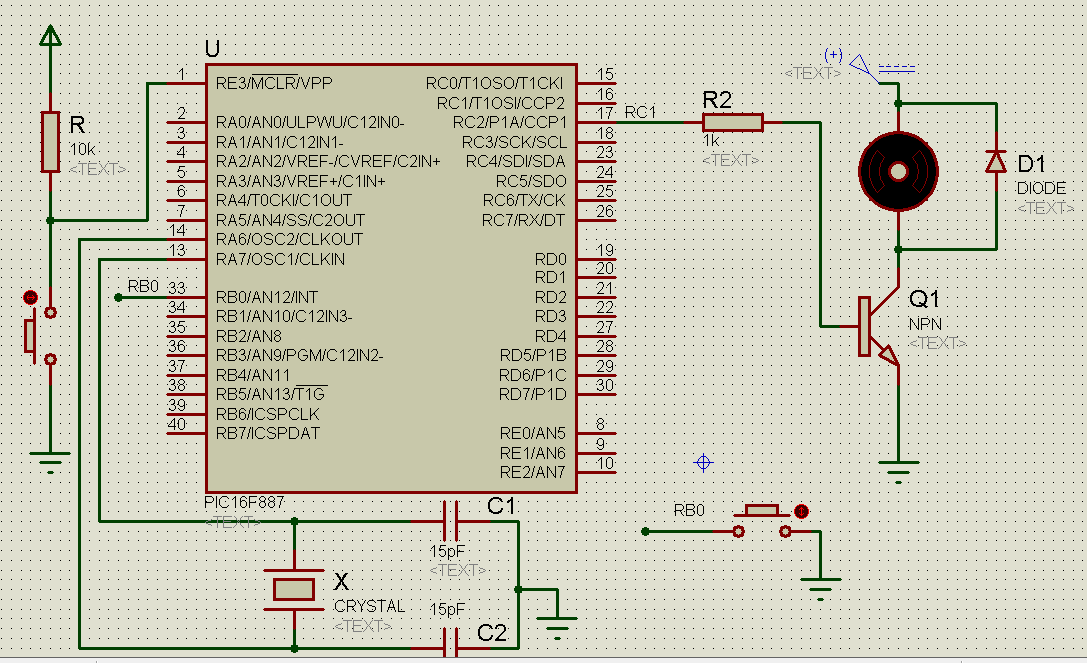 U
R
10k
<TEXT>
1
2
3
4
5
6
7
14
13
33
34
35
36
37
38
39
40
RB0
RE3/MCLR/VPP
RA0/AN0/ULPWU/C12IN0-
RA1/AN1/C12IN1-
RA2/AN2/VREF-/CVREF/C2IN+
RA3/AN3/VREF+/C1IN+
RA4/T0CKI/C1OUT
RA5/AN4/SS/C2OUT
RA6/OSC2/CLKOUT
RA7/OSC1/CLKIN
RB0/AN12/INT
RB1/AN10/C12IN3-
RB2/AN8
RB3/AN9/PGM/C12IN2-
RB4/AN11
RB5/AN13/T1G
RB6/ICSPCLK
RB7/ICSPDAT
RC0/T1OSO/T1CKI
RC1/T1OSI/CCP2
RC2/P1A/CCP1
RC3/SCK/SCL
RC4/SDI/SDA
RC5/SDO
RC6/TX/CK
RC7/RX/DT
RD0
RD1
RD2
RD3
RD4
RD5/P1B
RD6/P1C
RD7/P1D
RE0/AN5
RE1/AN6
RE2/AN7
15
16
17
18
23
24
25
26
19
20
21
22
27
28
29
30
8
9
10
PIC16F887
<TEXT>
RC1
R2
1k
<TEXT>
(+)
<TEXT>
D1
DIODE
<TEXT>
Q1
NPN
<TEXT>
RB0
C1
15pF
<TEXT>
X
CRYSTAL
<TEXT>
15pF
C2